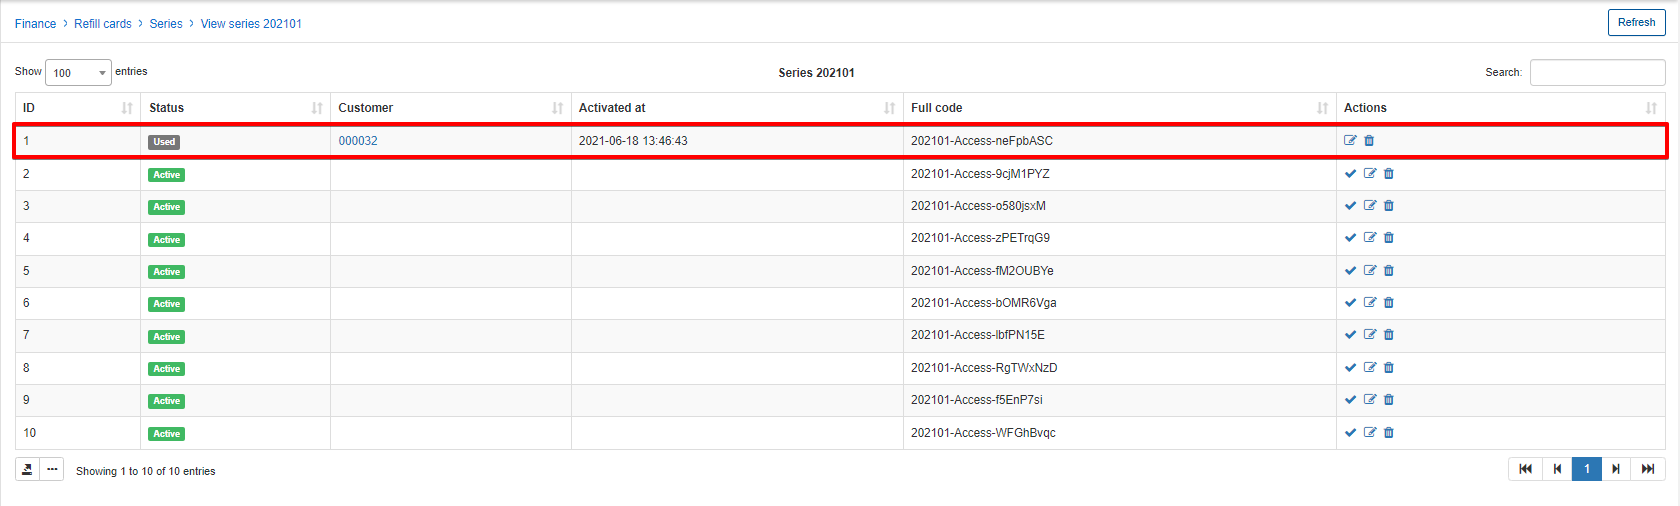 Finance > Refill cards > Series > View series 202101
Refresh
Show 100 entries
Series 202101
Search:
ID Status Customer Activated at Full code Actions
1 Used 000032 2021-06-18 13:46:43 202101-Access-neFpbASC
2 Active 202101-Access-9cjM1PYZ
3 Active 202101-Access-o580jsxM
4 Active 202101-Access-zPETrqG9
5 Active 202101-Access-fM2OUBYe
6 Active 202101-Access-bOMR6Vga
7 Active 202101-Access-lbfPN15E
8 Active 202101-Access-RgTWxNzD
9 Active 202101-Access-f5EnP7si
10 Active 202101-Access-WFGhBvqc
Showing 1 to 10 of 10 entries
1